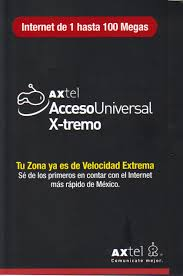 Internet de 1 hasta 100 Megas
AXtel
AccesoUniversal
X-tremo
Tu Zona ya es de Velocidad Extrema
Sé de los primeros en contar con el Internet
más rápido de México.
AXtel
Comunícate mejor.